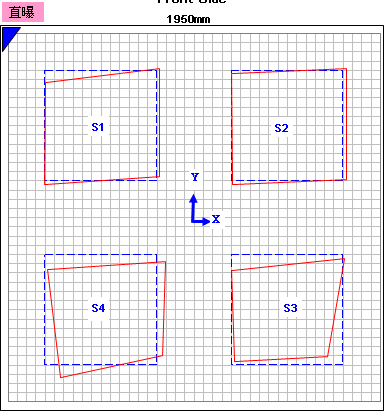 Front Side
直曝
1950mm
S1
S2
Y
X
S4
S3